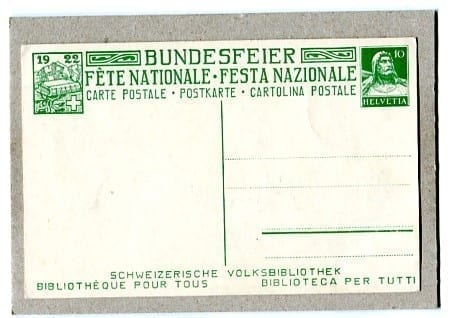 1922
BUNDESFEIER
FÊTE NATIONALE · FESTA NAZIONALE
CARTE POSTALE · POSTKARTE · CARTOLINA POSTALE
10
HELVETIA
SCHWEIZERISCHE VOLKSBIBLIOTHEK
BIBLIOTHÈQUE POUR TOUS BIBLIOTECA PER TUTTI